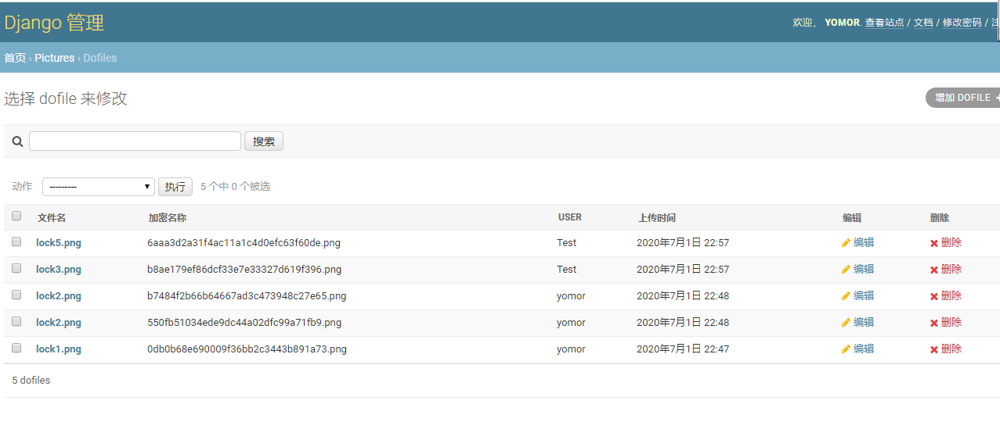 Django 管理
欢迎， YOMOR. 查看站点 / 文档 / 修改密码 /
首页 › Pictures › Dofiles
选择 dofile 来修改
增加 DOFILE +
搜索
动作 --------- 执行 5 个中 0 个被选
文件名 加密名称 USER 上传时间 编辑 删除
lock5.png 6aaa3d2a31f4ac11a1c4d0efc63f60de.png Test 2020年7月1日 22:57 编辑 删除
lock3.png b8ae179ef86dcf33e7e33327d619f396.png Test 2020年7月1日 22:57 编辑 删除
lock2.png b7484f2b66b64667ad3c473948c27e65.png yomor 2020年7月1日 22:48 编辑 删除
lock2.png 550fb51034ede9dc44a02dfc99a71fb9.png yomor 2020年7月1日 22:48 编辑 删除
lock1.png 0db0b68e690009f36bb2c3443b891a73.png yomor 2020年7月1日 22:47 编辑 删除
5 dofiles